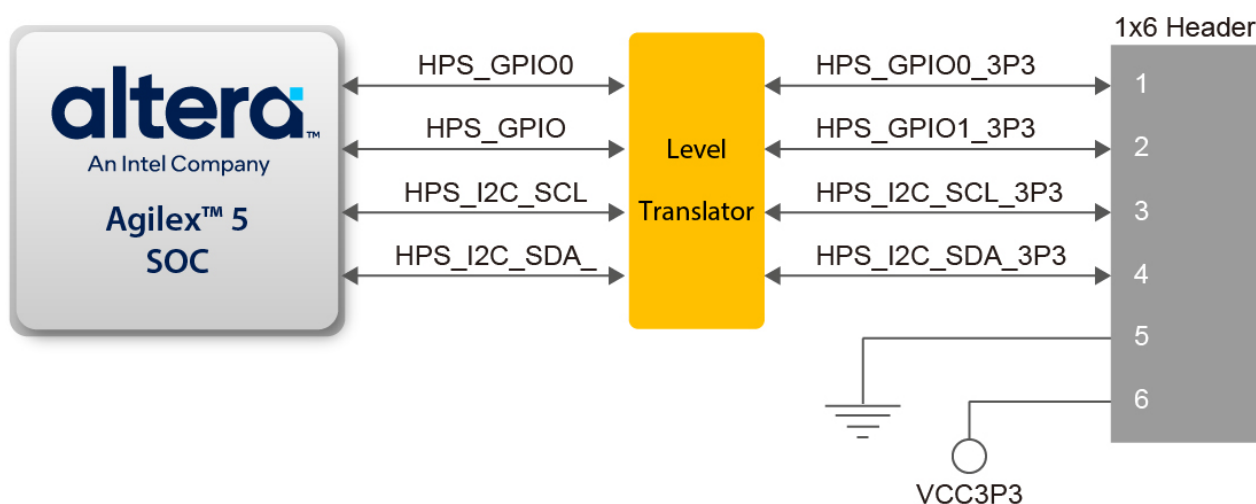 1x6 Header
altera™
An Intel Company
Agilex™ 5
SOC
HPS_GPIO0
HPS_GPIO
HPS_I2C_SCL
HPS_I2C_SDA_
Level
Translator
HPS_GPIO0_3P3
HPS_GPIO1_3P3
HPS_I2C_SCL_3P3
HPS_I2C_SDA_3P3
1
2
3
4
5
6
VCC3P3